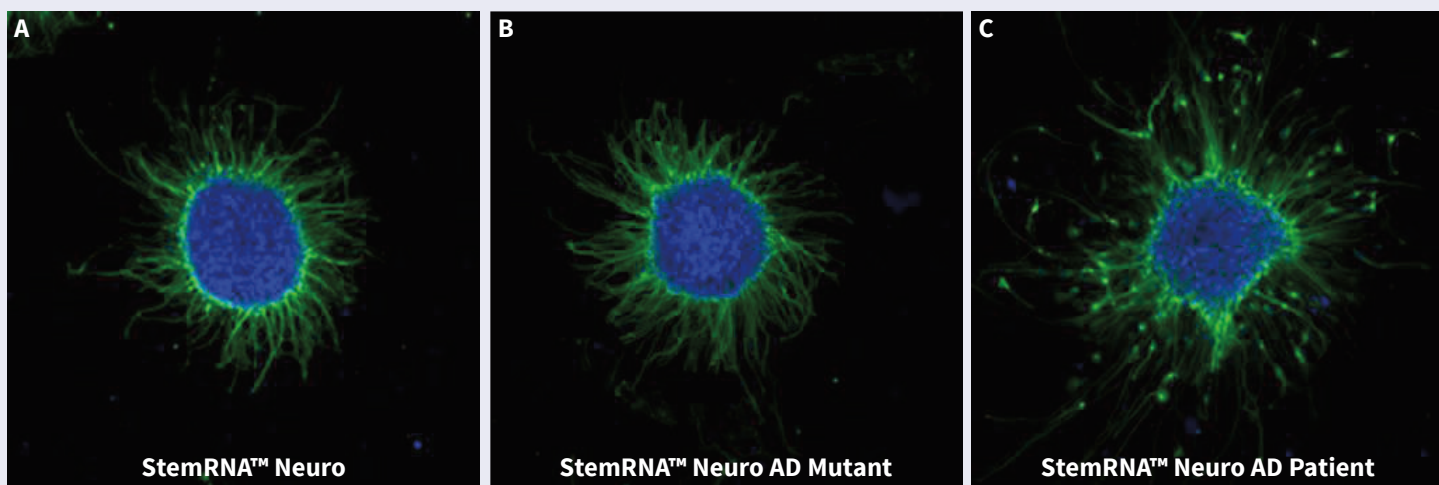 A
B
C
StemRNA™ Neuro
StemRNA™ Neuro AD Mutant
StemRNA™ Neuro AD Patient